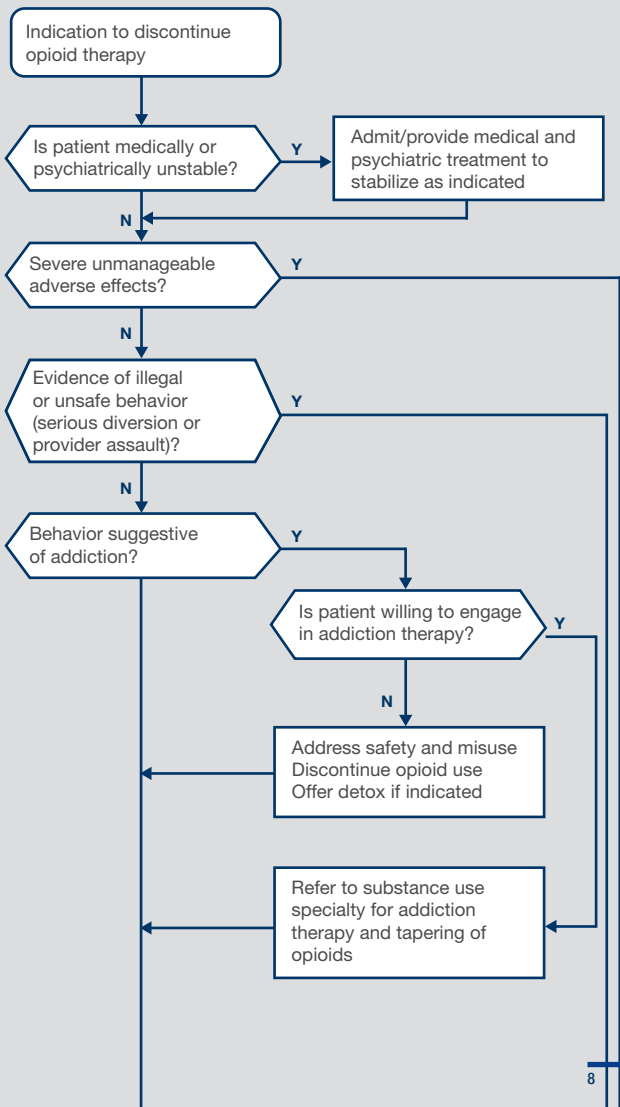 Indication to discontinue
opioid therapy
Is patient medically or
psychiatrically unstable?
Y
Admit/provide medical and
psychiatric treatment to
stabilize as indicated
N
Severe unmanageable
adverse effects?
Y
N
Evidence of illegal
or unsafe behavior
(serious diversion or
provider assault)?
Y
N
Behavior suggestive
of addiction?
Y
Is patient willing to engage
in addiction therapy?
Y
N
Address safety and misuse
Discontinue opioid use
Offer detox if indicated
Refer to substance use
specialty for addiction
therapy and tapering of
opioids
8